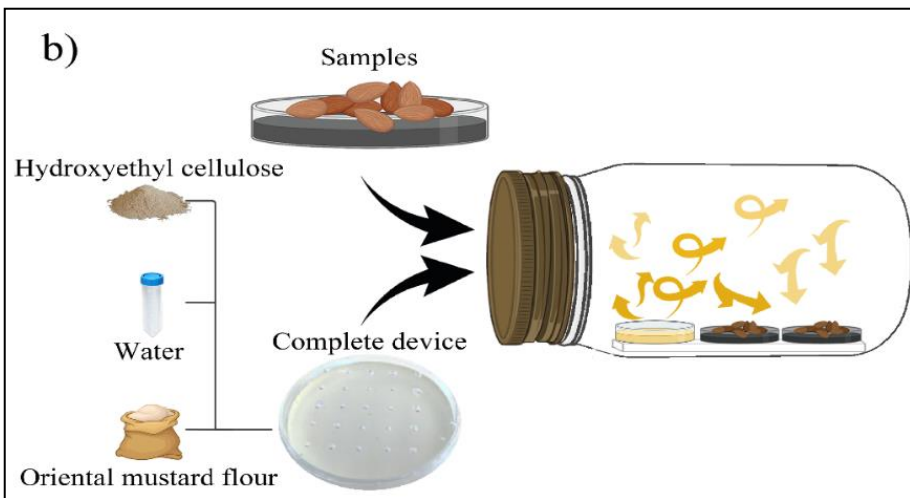 b)
Samples
Hydroxyethyl cellulose
Water
Complete device
Oriental mustard flour